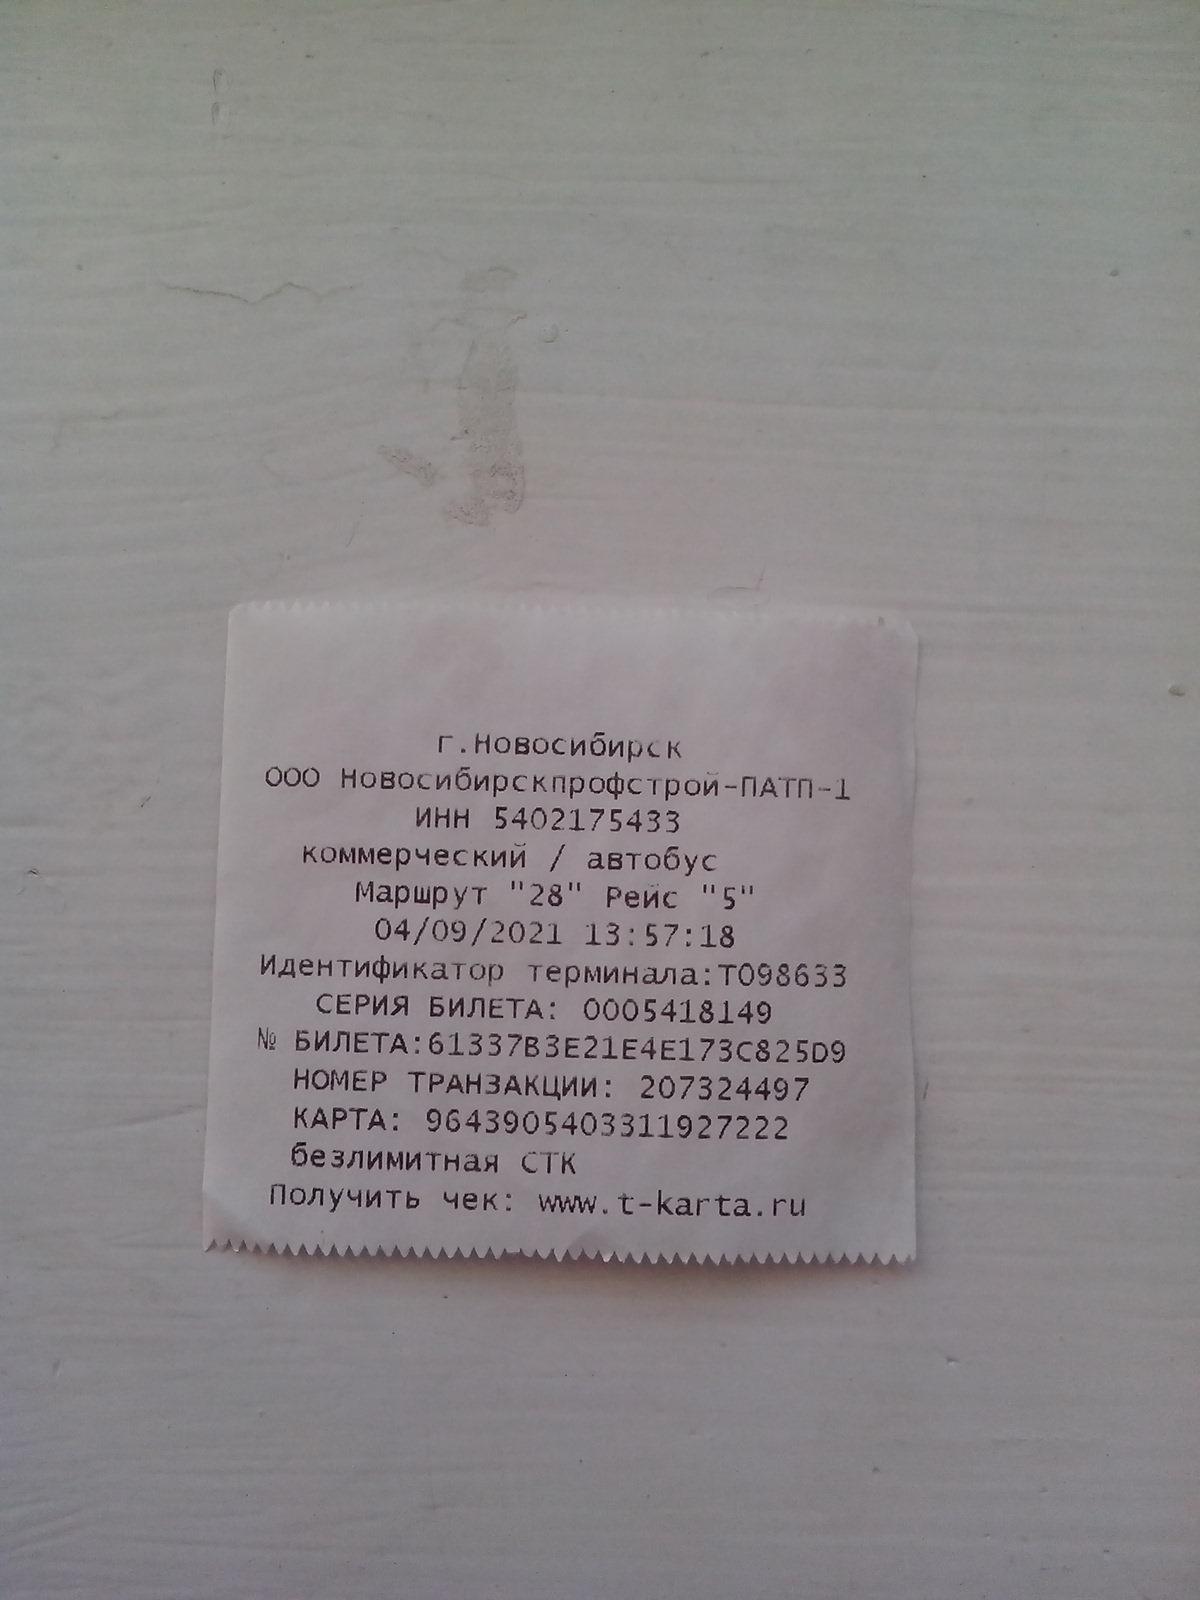 г.Новосибирск
ООО Новосибирскпрофстрой-ПАТП-1
ИНН 5402175433
коммерческий / автобус
Маршрут "28" Рейс "5"
04/09/2021 13:57:18
Идентификатор терминала:T098633
СЕРИЯ БИЛЕТА: 0005418149
№ БИЛЕТА:61337B3E21E4E173C825D9
НОМЕР ТРАНЗАКЦИИ: 207324497
КАРТА: 9643905403311927222
безлимитная СТК
Получить чек: www.t-karta.ru